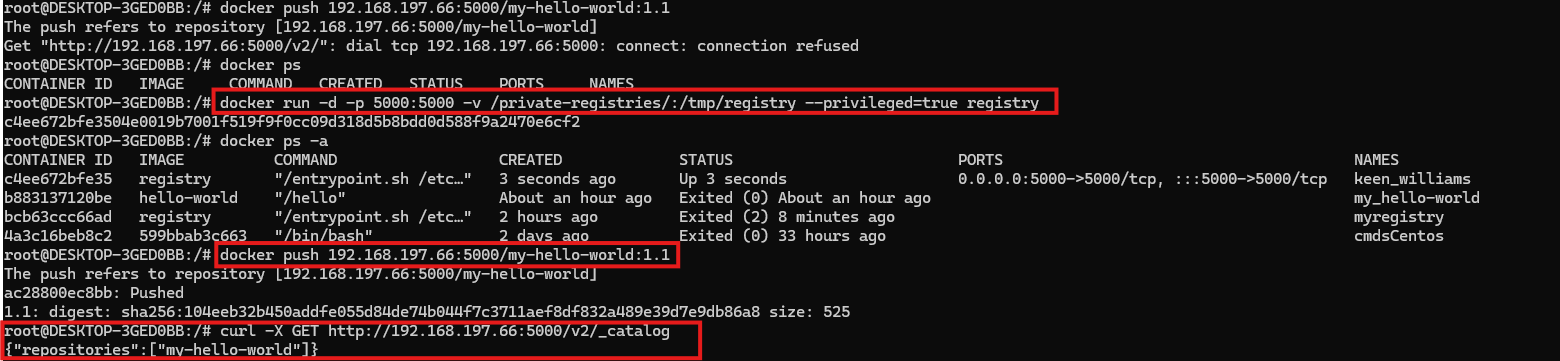 root@DESKTOP-3GED0BB:/# docker push 192.168.197.66:5000/my-hello-world:1.1
The push refers to repository [192.168.197.66:5000/my-hello-world]
Get "http://192.168.197.66:5000/v2/": dial tcp 192.168.197.66:5000: connect: connection refused
root@DESKTOP-3GED0BB:/# docker ps
CONTAINER ID   IMAGE     COMMAND   CREATED   STATUS    PORTS     NAMES
root@DESKTOP-3GED0BB:/# docker run -d -p 5000:5000 -v /private-registries/:/tmp/registry --privileged=true registry
c4ee672bfe3504e0019b7001f519f9f0cc09d318d5b8bdd0d588f9a2470e6cf2
root@DESKTOP-3GED0BB:/# docker ps -a
CONTAINER ID   IMAGE          COMMAND                  CREATED             STATUS                         PORTS                                       NAMES
c4ee672bfe35   registry       "/entrypoint.sh /etc…"   3 seconds ago       Up 3 seconds                   0.0.0.0:5000->5000/tcp, :::5000->5000/tcp   keen_williams
b883137120be   hello-world    "/hello"                 About an hour ago   Exited (0) About an hour ago                                               my_hello-world
bcb63ccc66ad   registry       "/entrypoint.sh /etc…"   2 hours ago         Exited (2) 8 minutes ago                                                   myregistry
4a3c16beb8c2   599bbab3c663   "/bin/bash"              2 days ago          Exited (0) 33 hours ago                                                    cmdsCentos
root@DESKTOP-3GED0BB:/# docker push 192.168.197.66:5000/my-hello-world:1.1
The push refers to repository [192.168.197.66:5000/my-hello-world]
ac28800ec8bb: Pushed
1.1: digest: sha256:104eeb32b450addfe055d84de74b044f7c3711aef8df832a489e39d7e9db86a8 size: 525
root@DESKTOP-3GED0BB:/# curl -X GET http://192.168.197.66:5000/v2/_catalog
{"repositories":["my-hello-world"]}